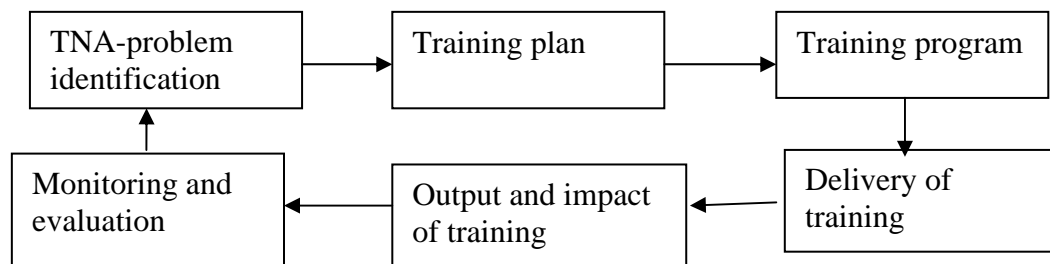 TNA-problem
identification
Training plan
Training program
Delivery of
training
Output and impact
of training
Monitoring and
evaluation